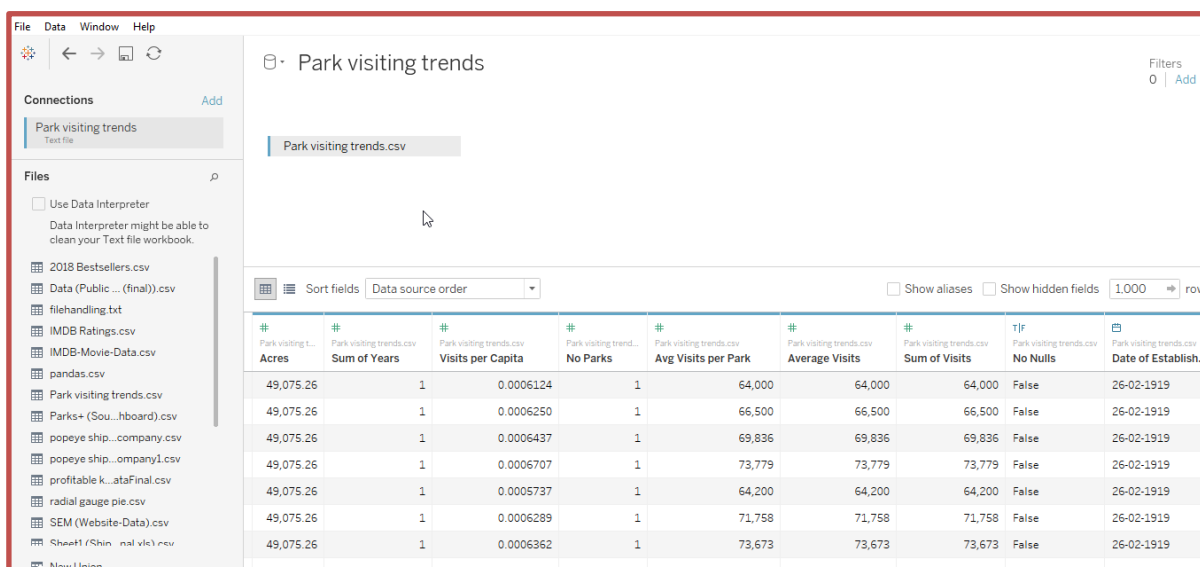 File Data Window Help
Connections Add
Park visiting trends
Text file
Files
Use Data Interpreter
Data Interpreter might be able to
clean your Text file workbook.
2018 Bestsellers.csv
Data (Public ... (final)).csv
filehandling.txt
IMDB Ratings.csv
IMDB-Movie-Data.csv
pandas.csv
Park visiting trends.csv
Parks+ (Sou...hboard).csv
popeye ship...company.csv
popeye ship...ompany1.csv
profitable k...ataFinal.csv
radial gauge pie.csv
SEM (Website-Data).csv
Sheet1 (Ship...nal.xls).csv
New Union
Park visiting trends
Filters
0 Add
Park visiting trends.csv
Sort fields Data source order Show aliases Show hidden fields 1,000
# # # # # # # T|F
Park visiting t... Park visiting trends.csv Park visiting trends.csv Park visiting trend... Park visiting trends.csv Park visiting trends.csv Park visiting trends.csv Park visiting trends.csv Park visiting trends.csv
Acres Sum of Years Visits per Capita No Parks Avg Visits per Park Average Visits Sum of Visits No Nulls Date of Establish.
49,075.26 1 0.0006124 1 64,000 64,000 64,000 False 26-02-1919
49,075.26 1 0.0006250 1 66,500 66,500 66,500 False 26-02-1919
49,075.26 1 0.0006437 1 69,836 69,836 69,836 False 26-02-1919
49,075.26 1 0.0006707 1 73,779 73,779 73,779 False 26-02-1919
49,075.26 1 0.0005737 1 64,200 64,200 64,200 False 26-02-1919
49,075.26 1 0.0006289 1 71,758 71,758 71,758 False 26-02-1919
49,075.26 1 0.0006362 1 73,673 73,673 73,673 False 26-02-1919